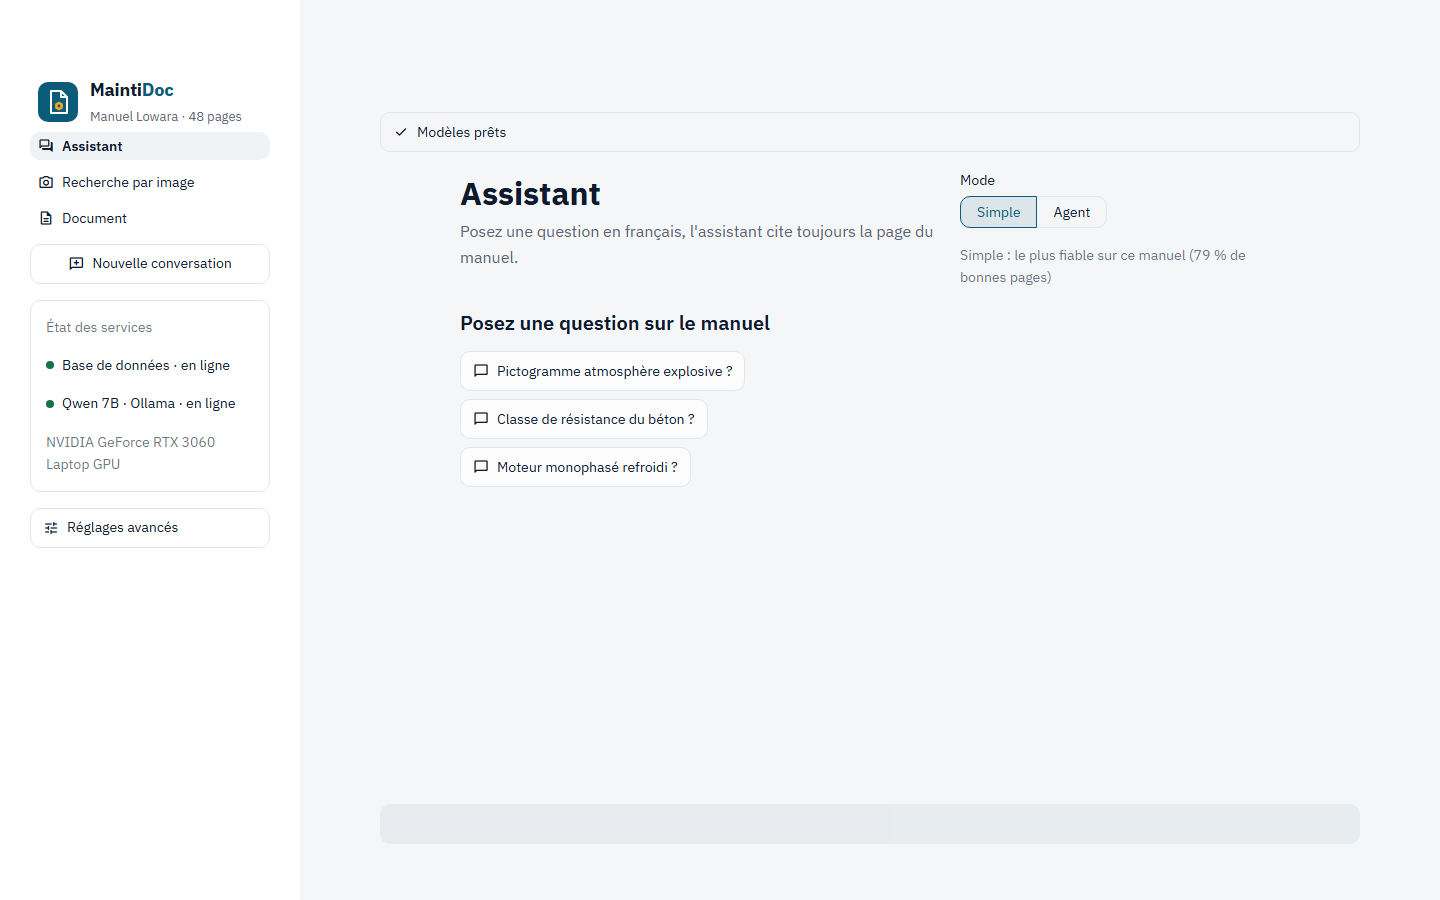 MaintiDoc
Manuel Lowara · 48 pages
Assistant
Recherche par image
Document
Nouvelle conversation
État des services
Base de données · en ligne
Qwen 7B · Ollama · en ligne
NVIDIA GeForce RTX 3060
Laptop GPU
Réglages avancés
Modèles prêts
Assistant
Posez une question en français, l'assistant cite toujours la page du
manuel.
Mode
Simple
Agent
Simple : le plus fiable sur ce manuel (79 % de
bonnes pages)
Posez une question sur le manuel
Pictogramme atmosphère explosive ?
Classe de résistance du béton ?
Moteur monophasé refroidi ?